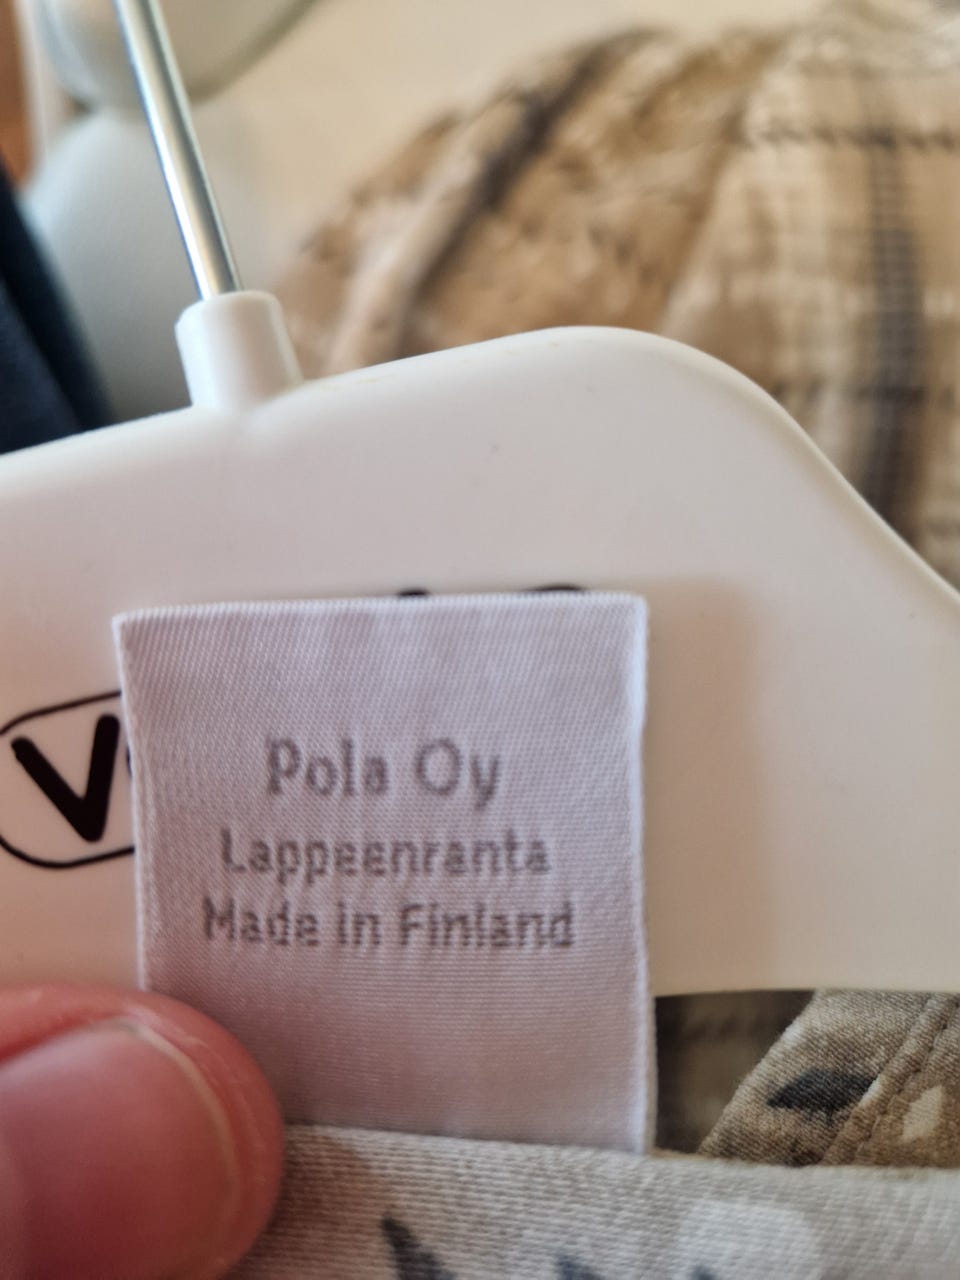 V
Pola Oy
Lappeenranta
Made in Finland